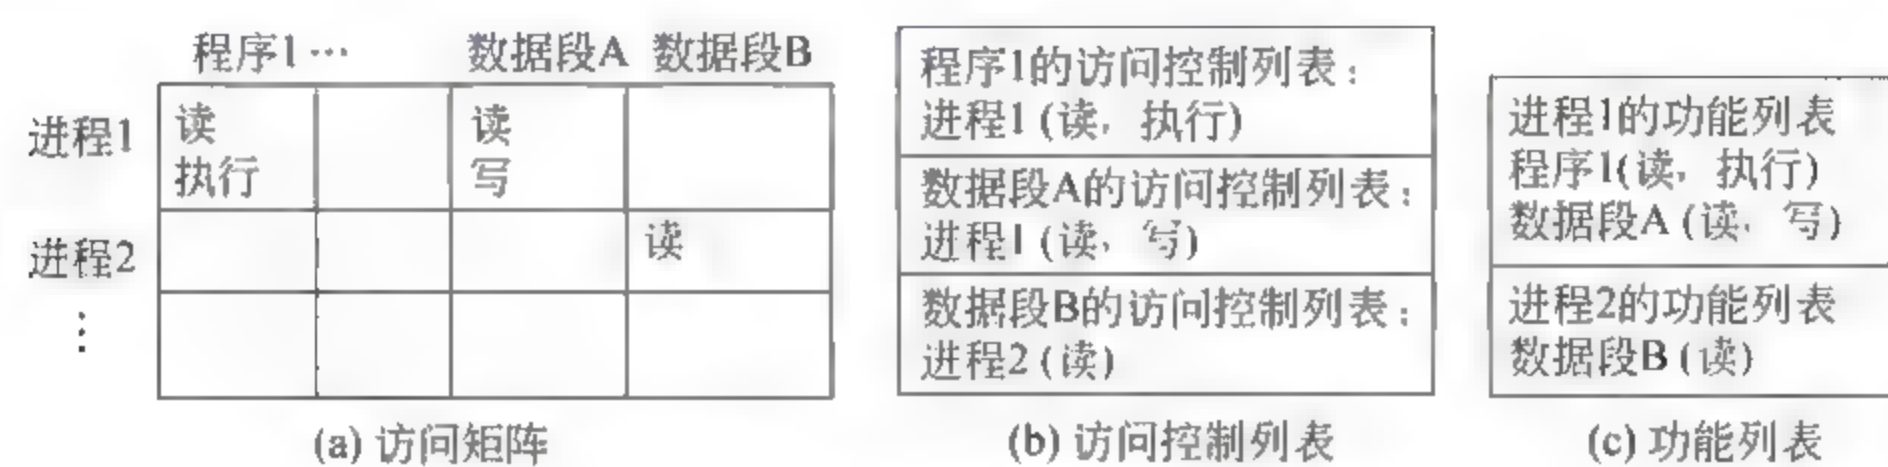 程序1… 数据段A 数据段B
进程1
读
执行
读
写
进程2
读
⋮
(a) 访问矩阵
程序1的访问控制列表：
进程1 (读，执行)
数据段A的访问控制列表：
进程1 (读，写)
数据段B的访问控制列表：
进程2 (读)
(b) 访问控制列表
进程1的功能列表
程序1(读，执行)
数据段A (读，写)
进程2的功能列表
数据段B (读)
(c) 功能列表